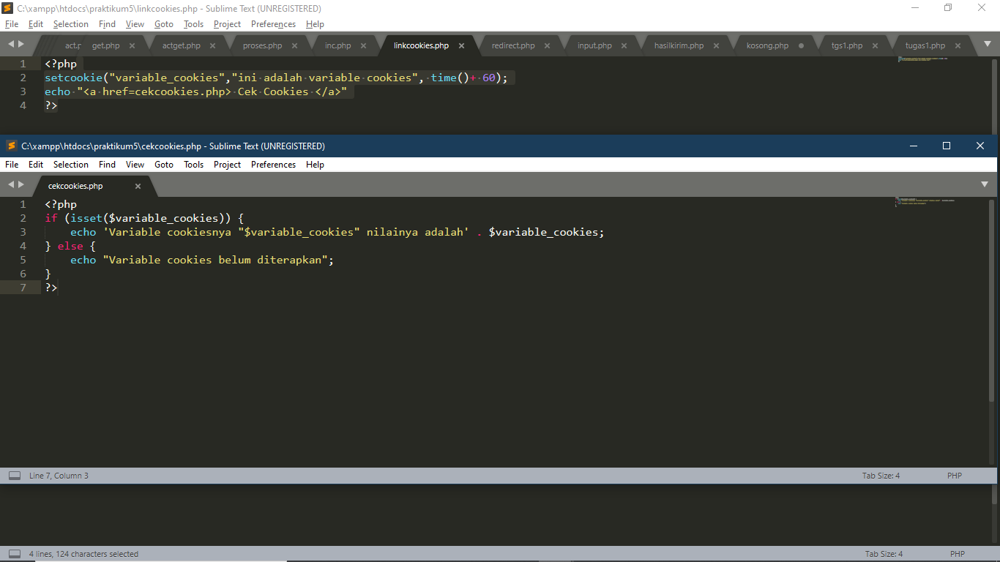 C:\xampp\htdocs\praktikum5\linkcookies.php - Sublime Text (UNREGISTERED)
File Edit Selection Find View Goto Tools Project Preferences Help
act.p get.php actget.php proses.php inc.php linkcookies.php redirect.php input.php hasilkirim.php kosong.php tgs1.php tugas1.php
1 <?php
2 setcookie("variable_cookies","ini adalah variable cookies", time()+ 60);
3 echo "<a href=cekcookies.php> Cek Cookies </a>"
4 ?>
C:\xampp\htdocs\praktikum5\cekcookies.php - Sublime Text (UNREGISTERED)
File Edit Selection Find View Goto Tools Project Preferences Help
cekcookies.php
1 <?php
2 if (isset($variable_cookies)) {
3 echo 'Variable cookiesnya "$variable_cookies" nilainya adalah' . $variable_cookies;
4 } else {
5 echo "Variable cookies belum diterapkan";
6 }
7 ?>
Line 7, Column 3 Tab Size: 4 PHP
4 lines, 124 characters selected Tab Size: 4 PHP